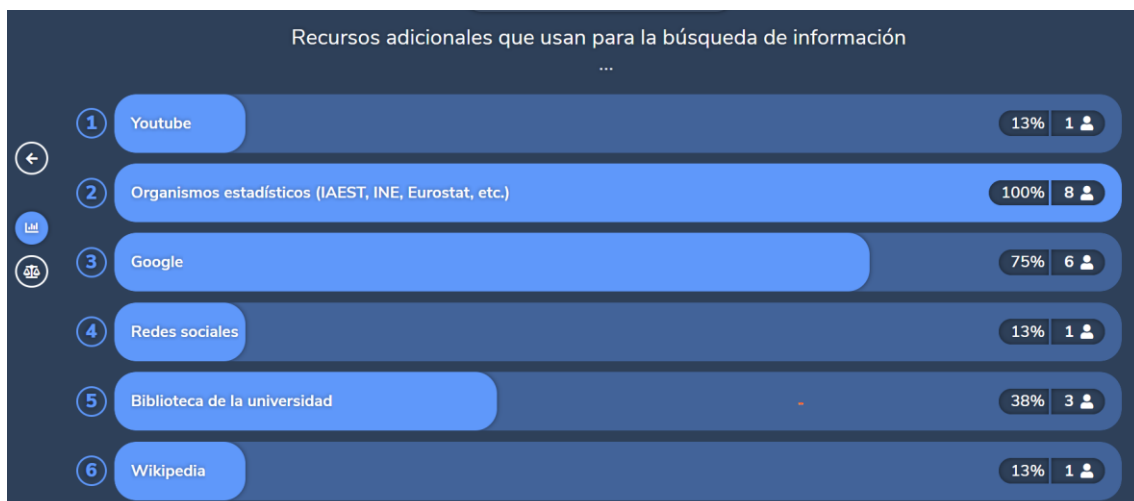 Recursos adicionales que usan para la búsqueda de información
...
1 Youtube 13% 1
2 Organismos estadísticos (IAEST, INE, Eurostat, etc.) 100% 8
3 Google 75% 6
4 Redes sociales 13% 1
5 Biblioteca de la universidad 38% 3
6 Wikipedia 13% 1